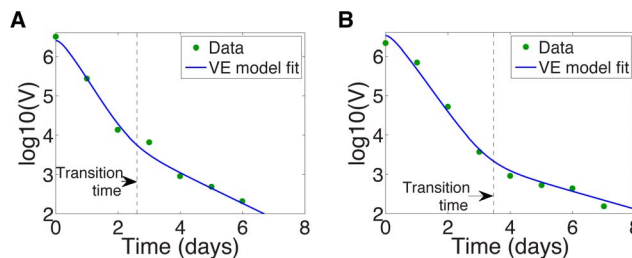 A
B
Data
VE model fit
Data
VE model fit
log10(V)
6
5
4
3
2
Transition
time
0
2
4
6
8
Time (days)
log10(V)
6
5
4
3
2
Transition
time
0
2
4
6
8
Time (days)